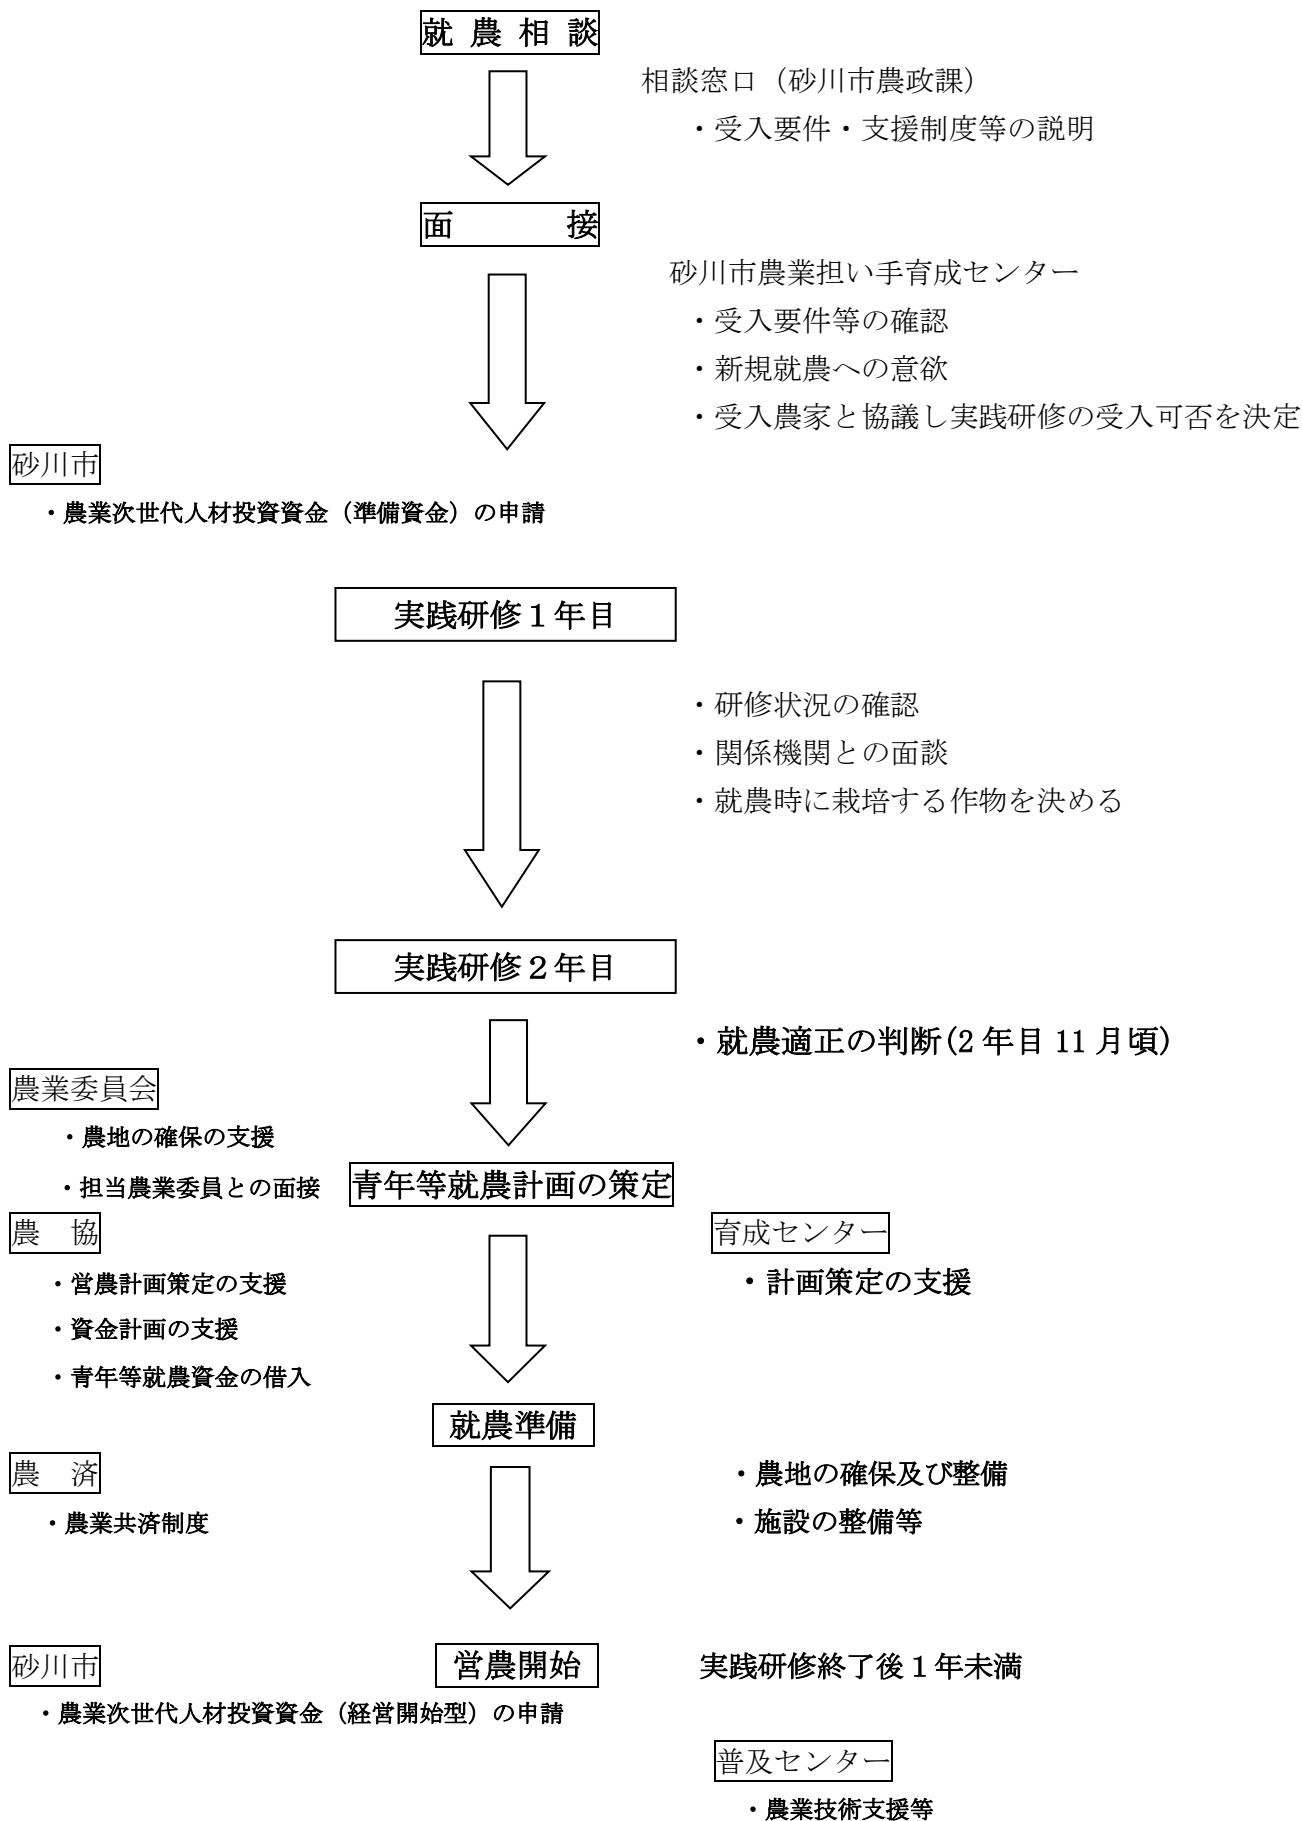 就農相談
相談窓口（砂川市農政課）
・受入要件・支援制度等の説明
面　　　接
砂川市農業担い手育成センター
・受入要件等の確認
・新規就農への意欲
・受入農家と協議し実践研修の受入可否を決定
砂川市
・農業次世代人材投資資金（準備資金）の申請
実践研修１年目
・研修状況の確認
・関係機関との面談
・就農時に栽培する作物を決める
実践研修２年目
・就農適正の判断(2年目11月頃)
農業委員会
・農地の確保の支援
・担当農業委員との面接
青年等就農計画の策定
農　協
育成センター
・営農計画策定の支援
・計画策定の支援
・資金計画の支援
・青年等就農資金の借入
就農準備
農　済
・農地の確保及び整備
・農業共済制度
・施設の整備等
砂川市
営農開始
実践研修終了後１年未満
・農業次世代人材投資資金（経営開始型）の申請
普及センター
・農業技術支援等